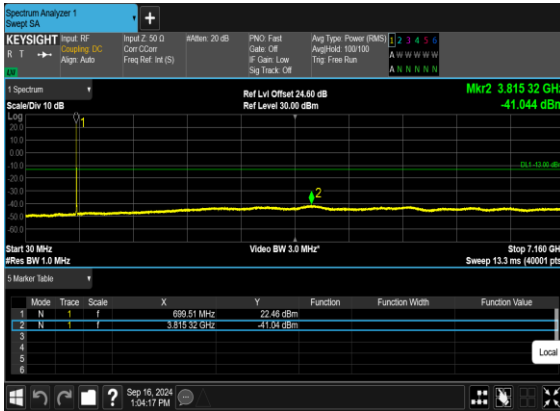 Spectrum Analyzer 1
Swept SA
+
KEYSIGHT
R T
LU
Input: RF
Coupling: DC
Align: Auto
Input Z: 50 Ω
Corr CCorr
Freq Ref: Int (S)
#Atten: 20 dB
PNO: Fast
Gate: Off
IF Gain: Low
Sig Track: Off
Avg Type: Power (RMS)
Avg|Hold: 100/100
Trig: Free Run
1 2 3 4 5 6
A W W W W W
A N N N N N
1 Spectrum
Scale/Div 10 dB
Ref Lvl Offset 24.60 dB
Ref Level 30.00 dBm
Mkr2 3.815 32 GHz
-41.044 dBm
Log
20.0
10.0
0.00
-10.0
-20.0
-30.0
-40.0
-50.0
-60.0
1
2
DL1 -13.00 dBm
Start 30 MHz
#Res BW 1.0 MHz
Video BW 3.0 MHz*
Stop 7.160 GHz
Sweep 13.3 ms (40001 pts)
5 Marker Table
Mode Trace Scale X Y Function Function Width Function Value
1 N 1 f 699.51 MHz 22.46 dBm
2 N 1 f 3.815 32 GHz -41.04 dBm
3
4
5
6
Local
?
Sep 16, 2024
1:04:17 PM